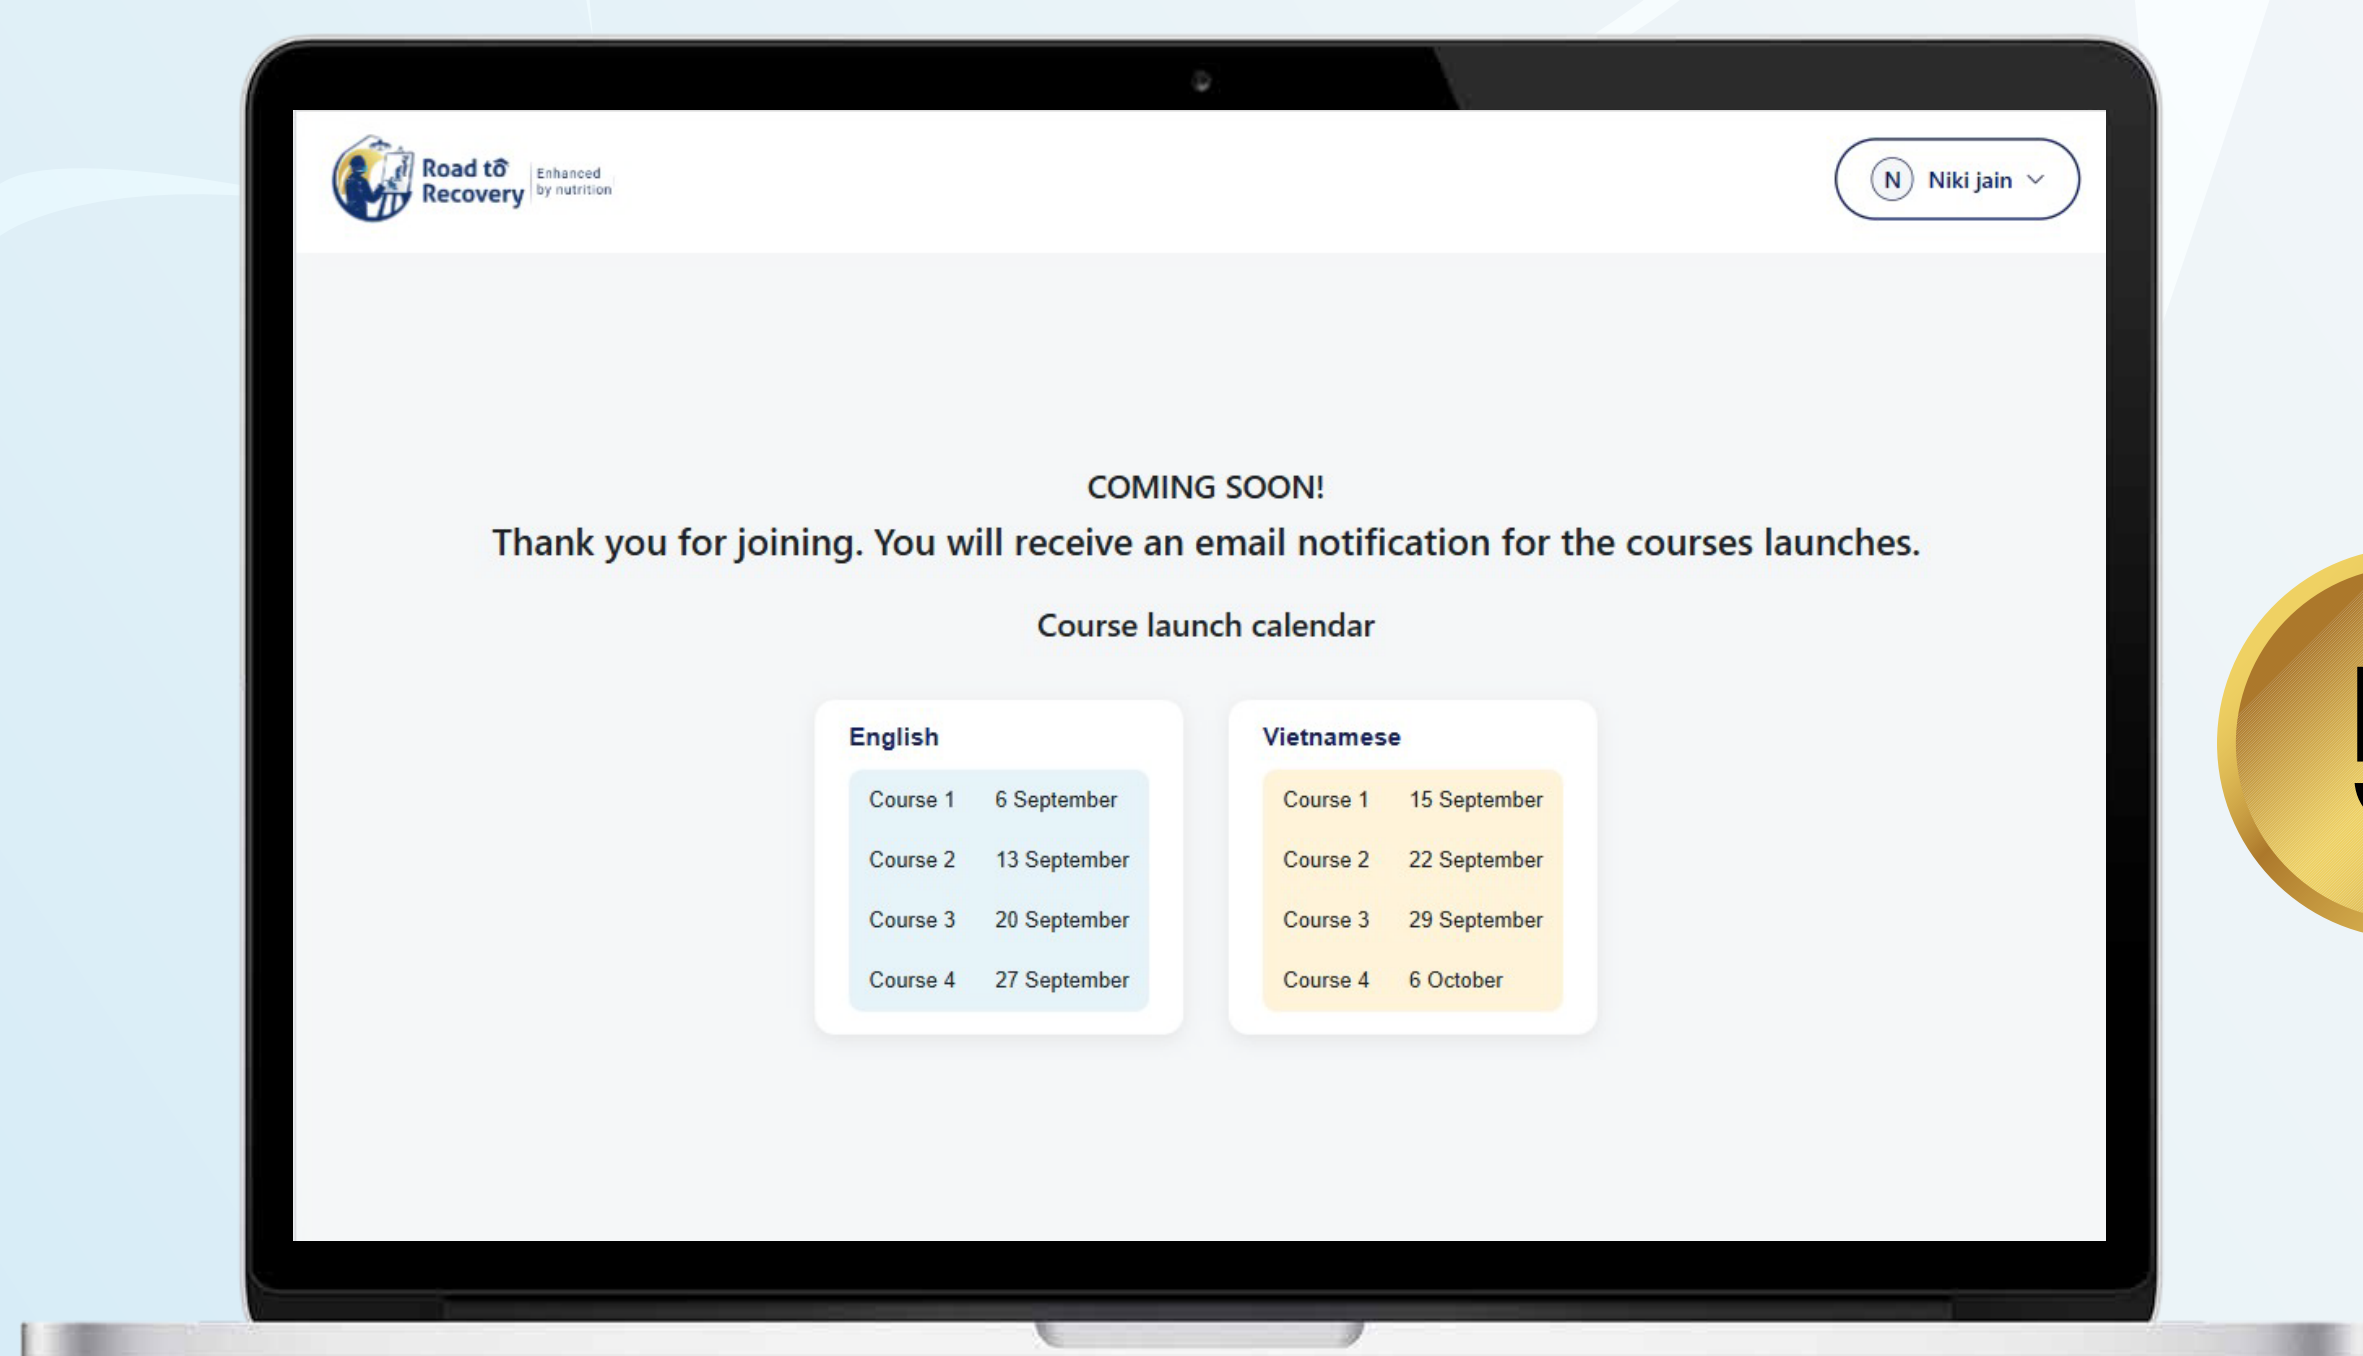 Road to
Recovery
Enhanced
by nutrition
N Niki jain
COMING SOON!
Thank you for joining. You will receive an email notification for the courses launches.
Course launch calendar
English
Course 1 6 September
Course 2 13 September
Course 3 20 September
Course 4 27 September
Vietnamese
Course 1 15 September
Course 2 22 September
Course 3 29 September
Course 4 6 October